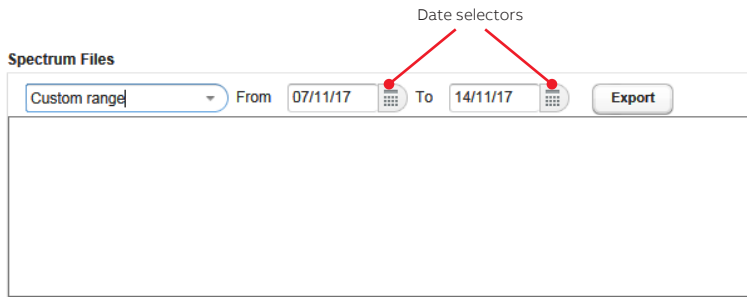 Date selectors
Spectrum Files
Custom range From 07/11/17 To 14/11/17 Export